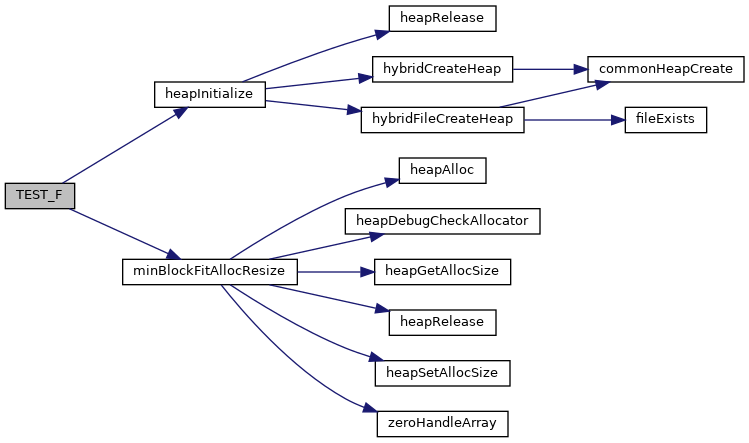 heapRelease
hybridCreateHeap
commonHeapCreate
heapInitialize
hybridFileCreateHeap
fileExists
heapAlloc
TEST_F
heapDebugCheckAllocator
minBlockFitAllocResize
heapGetAllocSize
heapRelease
heapSetAllocSize
zeroHandleArray